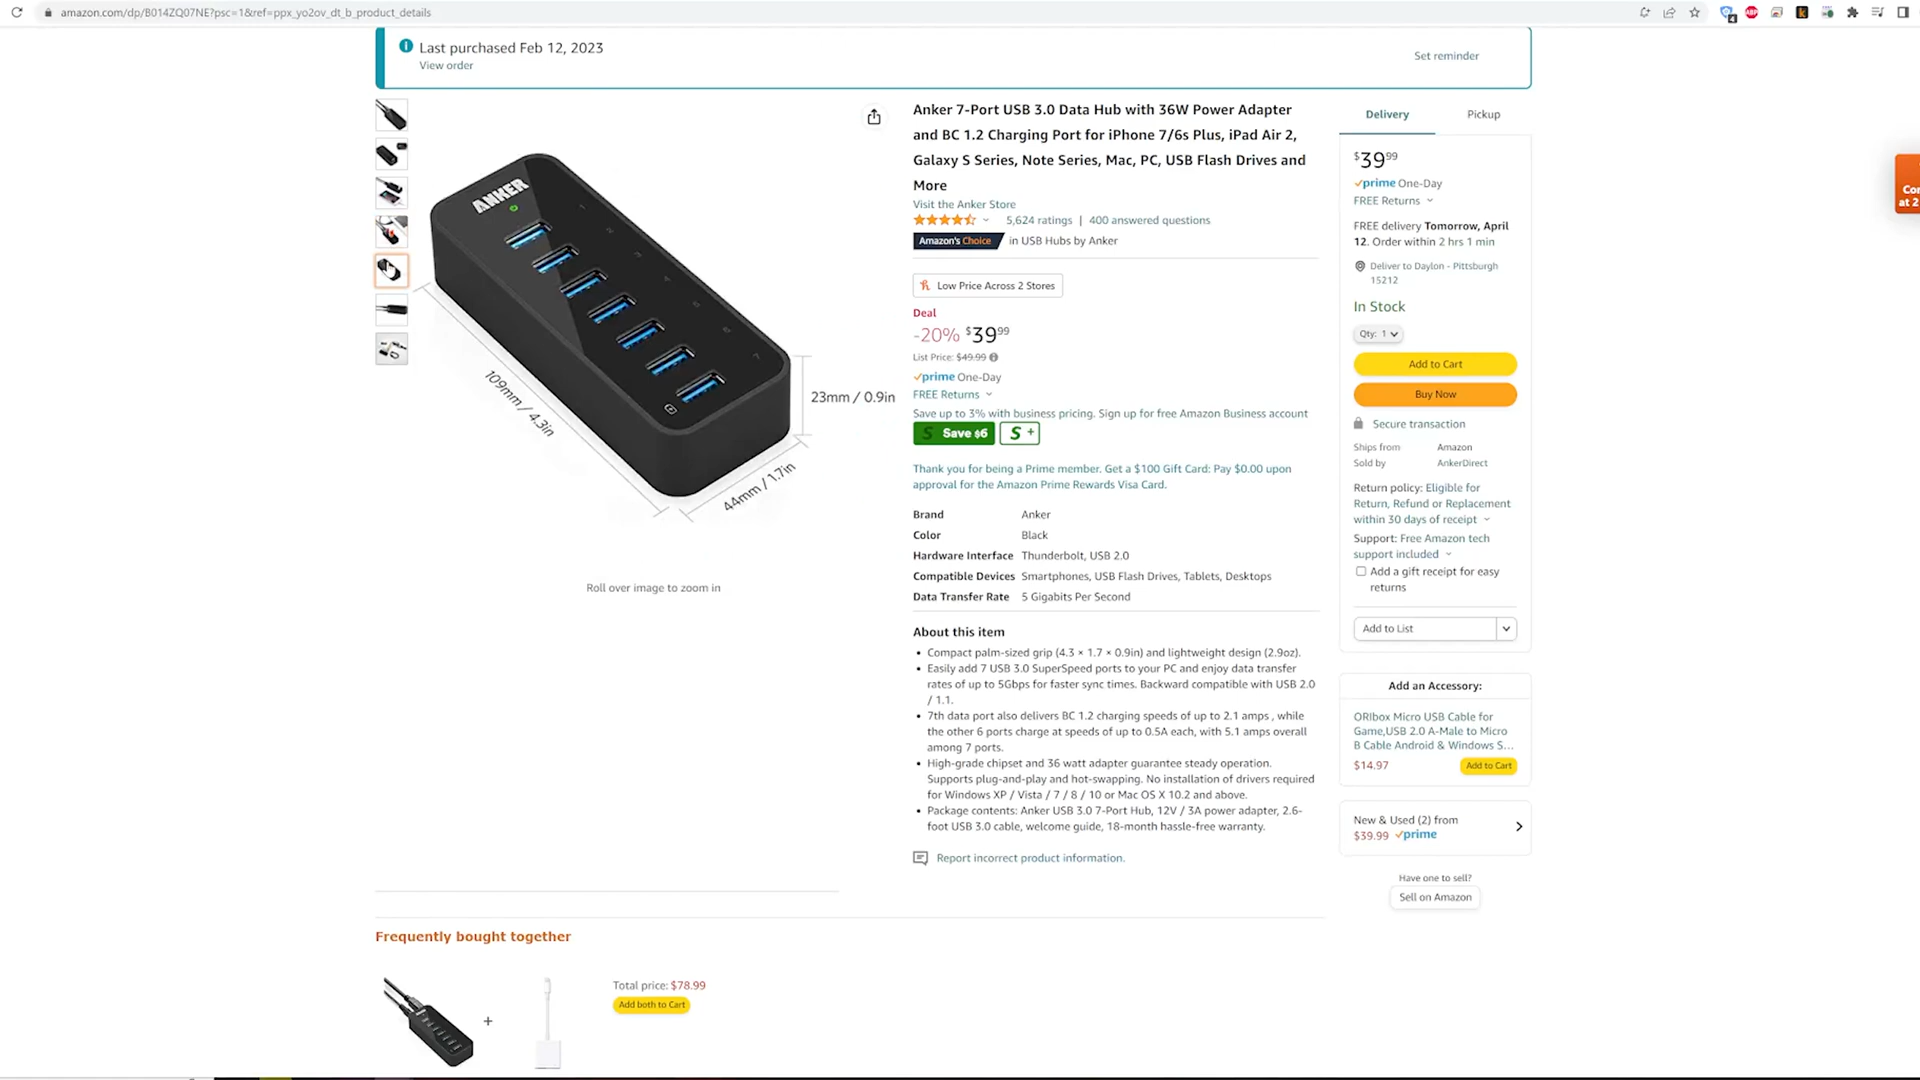 amazon.com/dp/B014ZQ07NE?psc=1&ref=ppx_yo2ov_dt_b_product_details
4
ABP
k
Last purchased Feb 12, 2023
View order
Set reminder
ANKER
109mm / 4.3in
44mm / 1.7in
23mm / 0.9in
Roll over image to zoom in
Anker 7-Port USB 3.0 Data Hub with 36W Power Adapter
and BC 1.2 Charging Port for iPhone 7/6s Plus, iPad Air 2,
Galaxy S Series, Note Series, Mac, PC, USB Flash Drives and
More
Visit the Anker Store
5,624 ratings | 400 answered questions
Amazon's Choice in USB Hubs by Anker
Low Price Across 2 Stores
Deal
-20% $39 99
List Price: $49.99
prime One-Day
FREE Returns
Save up to 3% with business pricing. Sign up for free Amazon Business account
S Save $6 S +
Thank you for being a Prime member. Get a $100 Gift Card: Pay $0.00 upon
approval for the Amazon Prime Rewards Visa Card.
Brand Anker
Color Black
Hardware Interface Thunderbolt, USB 2.0
Compatible Devices Smartphones, USB Flash Drives, Tablets, Desktops
Data Transfer Rate 5 Gigabits Per Second
About this item
• Compact palm-sized grip (4.3 × 1.7 × 0.9in) and lightweight design (2.9oz).
• Easily add 7 USB 3.0 SuperSpeed ports to your PC and enjoy data transfer
rates of up to 5Gbps for faster sync times. Backward compatible with USB 2.0
/ 1.1.
• 7th data port also delivers BC 1.2 charging speeds of up to 2.1 amps , while
the other 6 ports charge at speeds of up to 0.5A each, with 5.1 amps overall
among 7 ports.
• High-grade chipset and 36 watt adapter guarantee steady operation.
Supports plug-and-play and hot-swapping. No installation of drivers required
for Windows XP / Vista / 7 / 8 / 10 or Mac OS X 10.2 and above.
• Package contents: Anker USB 3.0 7-Port Hub, 12V / 3A power adapter, 2.6-
foot USB 3.0 cable, welcome guide, 18-month hassle-free warranty.
Report incorrect product information.
Delivery Pickup
$39 99
prime One-Day
FREE Returns
FREE delivery Tomorrow, April
12. Order within 2 hrs 1 min
Deliver to Daylon - Pittsburgh
15212
In Stock
Qty: 1
Add to Cart
Buy Now
Secure transaction
Ships from Amazon
Sold by AnkerDirect
Return policy: Eligible for
Return, Refund or Replacement
within 30 days of receipt
Support: Free Amazon tech
support included
Add a gift receipt for easy
returns
Add to List
Add an Accessory:
ORIbox Micro USB Cable for
Game,USB 2.0 A-Male to Micro
B Cable Android & Windows S...
$14.97 Add to Cart
New & Used (2) from
$39.99 prime
Have one to sell?
Sell on Amazon
Con
at 2
Frequently bought together
+
Total price: $78.99
Add both to Cart